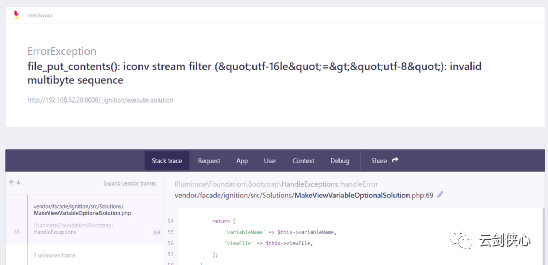 /var/www/
ErrorException
file_put_contents(): iconv stream filter (&quot;utf-16le&quot;=&gt;&quot;utf-8&quot;): invalid
multibyte sequence
http://192.168.52.20:8000/_ignition/execute-solution
Stack trace Request App User Context Debug Share
Expand vendor frames
Illuminate\Foundation\Bootstrap\HandleExceptions::handleError
vendor/facade/ignition/src/Solutions/MakeViewVariableOptionalSolution.php:69
vendor/facade/ignition/src/Solutions/
MakeViewVariableOptionalSolution.php
Illuminate\Foundation\Bootstrap\
HandleExceptions :69
1 unknown frame
54 return [
55 'variableName' => $this->variableName,
56 'viewFile' => $this->viewFile,
57 ];
云剑侠心